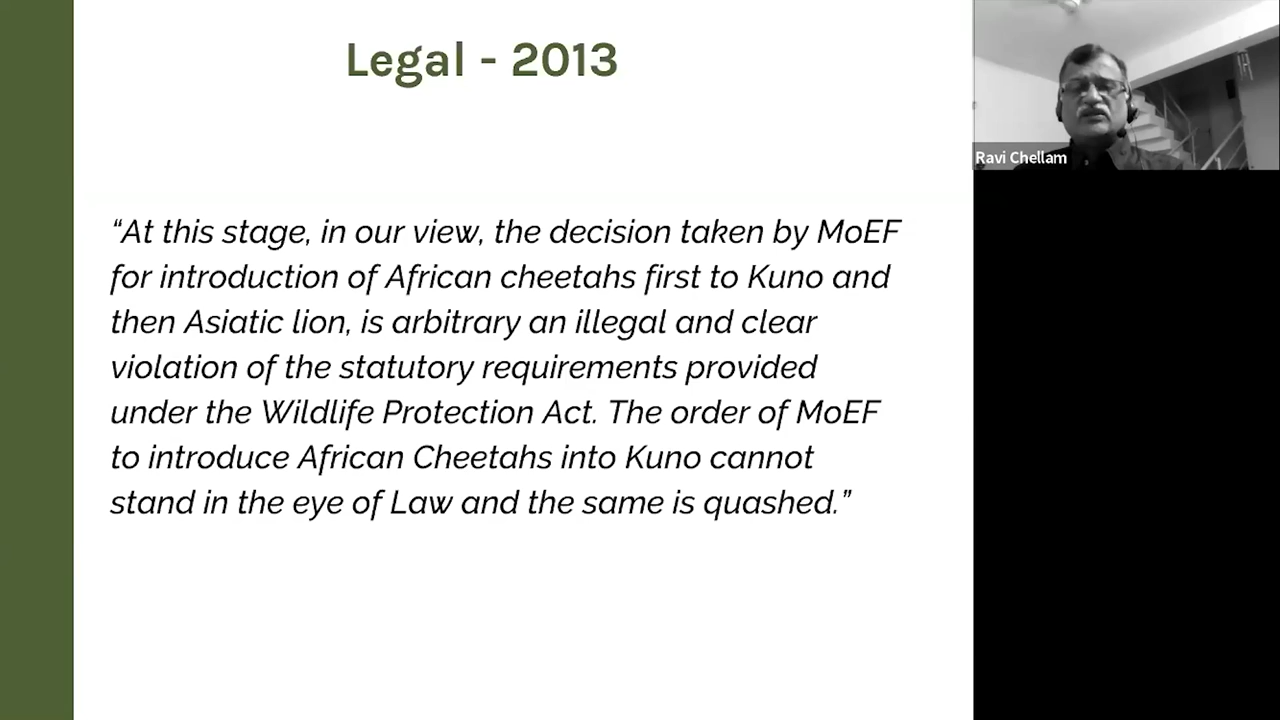 Legal - 2013
Ravi Chellam
“At this stage, in our view, the decision taken by MoEF
for introduction of African cheetahs first to Kuno and
then Asiatic lion, is arbitrary an illegal and clear
violation of the statutory requirements provided
under the Wildlife Protection Act. The order of MoEF
to introduce African Cheetahs into Kuno cannot
stand in the eye of Law and the same is quashed.”